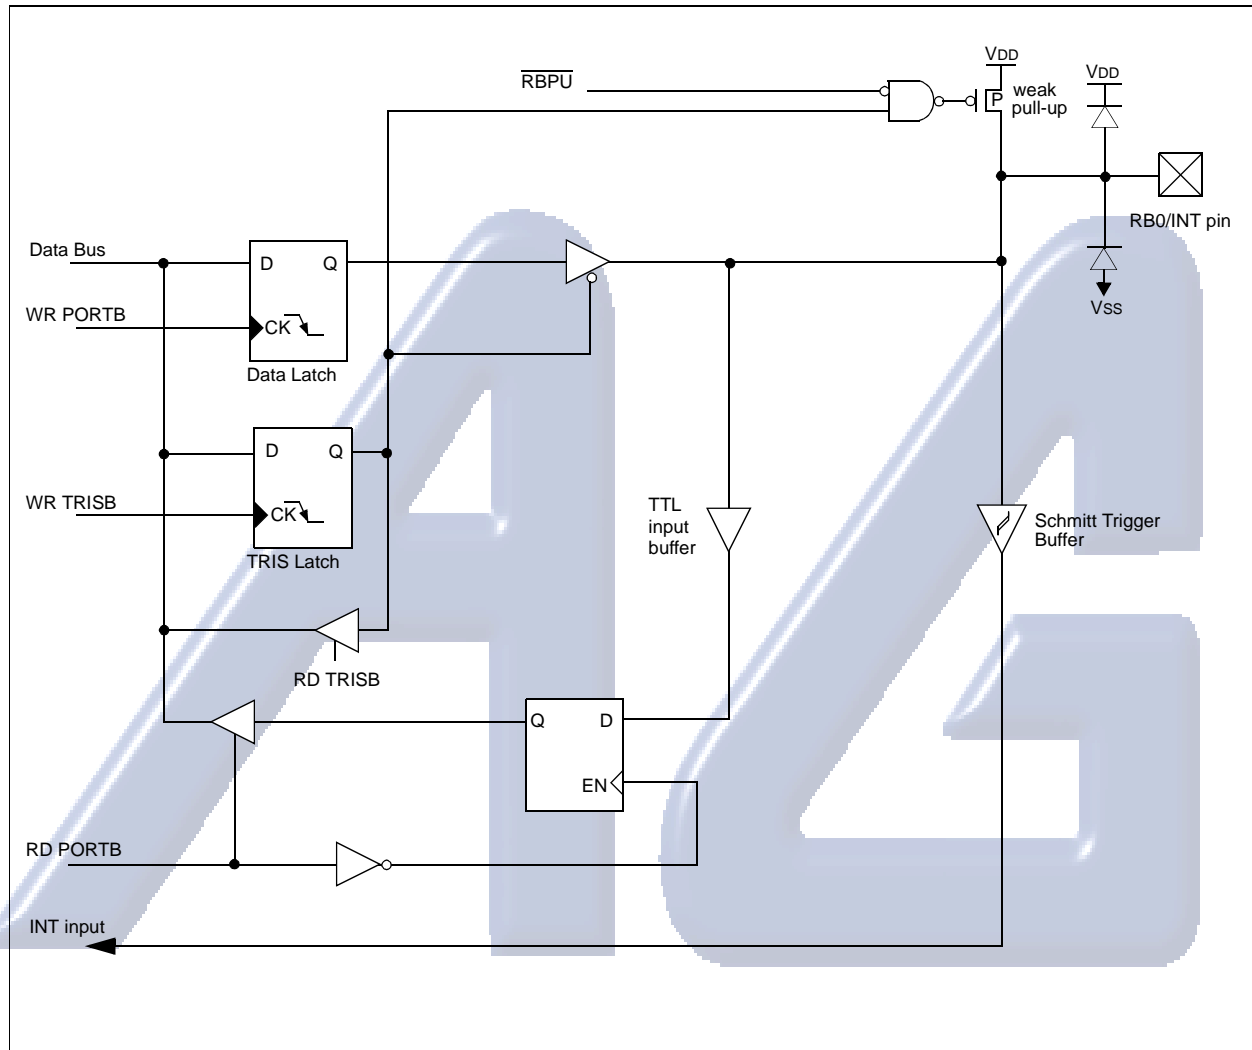 VDD
VDD
RBPU
weak
P
pull-up
RB0/INT pin
Data Bus
D
Q
WR PORTB
CK
VSS
Data Latch
D
Q
WR TRISB
CK
TRIS Latch
TTL
input
buffer
Schmitt Trigger
Buffer
RD TRISB
Q
D
EN
RD PORTB
INT input
AG